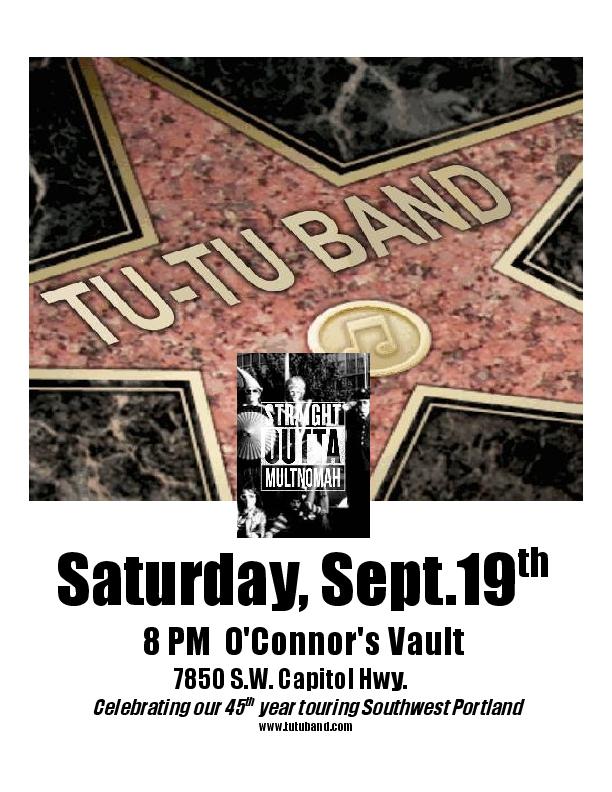 TU-TU BAND
STRAIGHT
OUTTA
MULTNOMAH
Saturday, Sept.19th
8 PM O'Connor's Vault
7850 S.W. Capitol Hwy.
Celebrating our 45th year touring Southwest Portland
www.tutuband.com